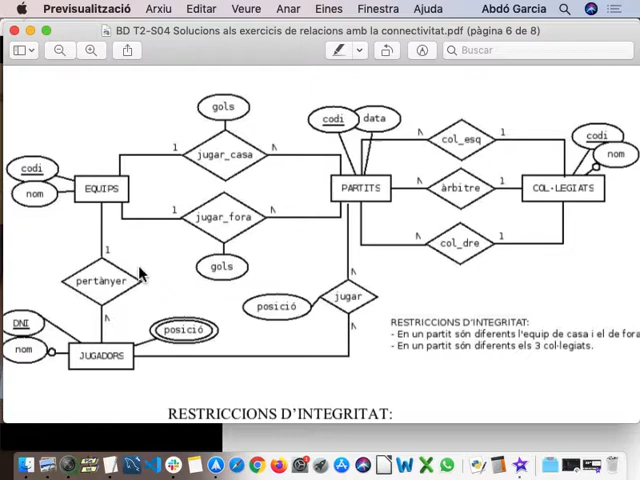 Previsualització Arxiu Editar Veure Anar Eines Finestra Ajuda Abdó Garcia
BD T2-S04 Solucions als exercicis de relacions amb la connectivitat.pdf (pàgina 6 de 8)
Buscar
gols
codi
data
1
jugar_casa
N
N
col_esq
1
codi
nom
codi
nom
EQUIPS
PARTITS
N
àrbitre
1
COL·LEGIATS
1
jugar_fora
N
N
col_dre
1
gols
1
pertànyer
N
posició
jugar
N
N
DNI
nom
posició
JUGADORS
RESTRICCIONS D'INTEGRITAT:
- En un partit són diferents l'equip de casa i el de fora
- En un partit són diferents els 3 col·legiats.
RESTRICCIONS D'INTEGRITAT: